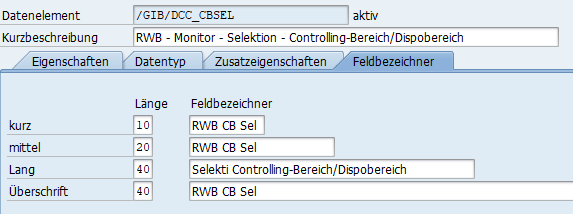 Datenelement /GIB/DCC_CBSEL aktiv
Kurzbeschreibung RWB - Monitor - Selektion - Controlling-Bereich/Dispobereich
Eigenschaften Datentyp Zusatzeigenschaften Feldbezeichner
Länge Feldbezeichner
kurz 10 RWB CB Sel
mittel 20 RWB CB Sel
Lang 40 Selekti Controlling-Bereich/Dispobereich
Überschrift 40 RWB CB Sel